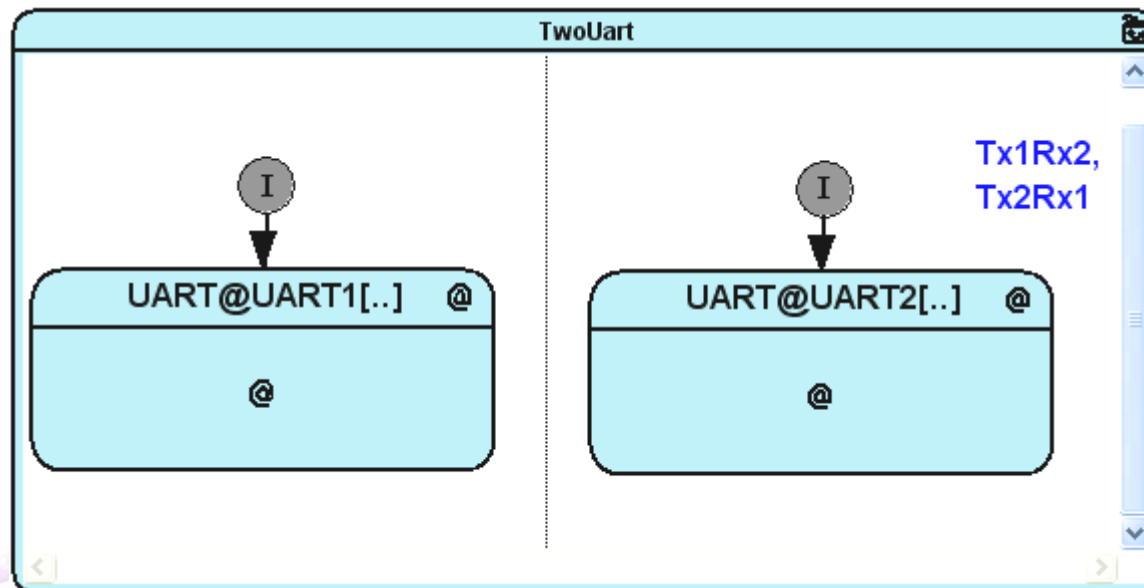 TwoUart
I
I
Tx1Rx2,
Tx2Rx1
UART@UART1[..] @
UART@UART2[..] @
@
@